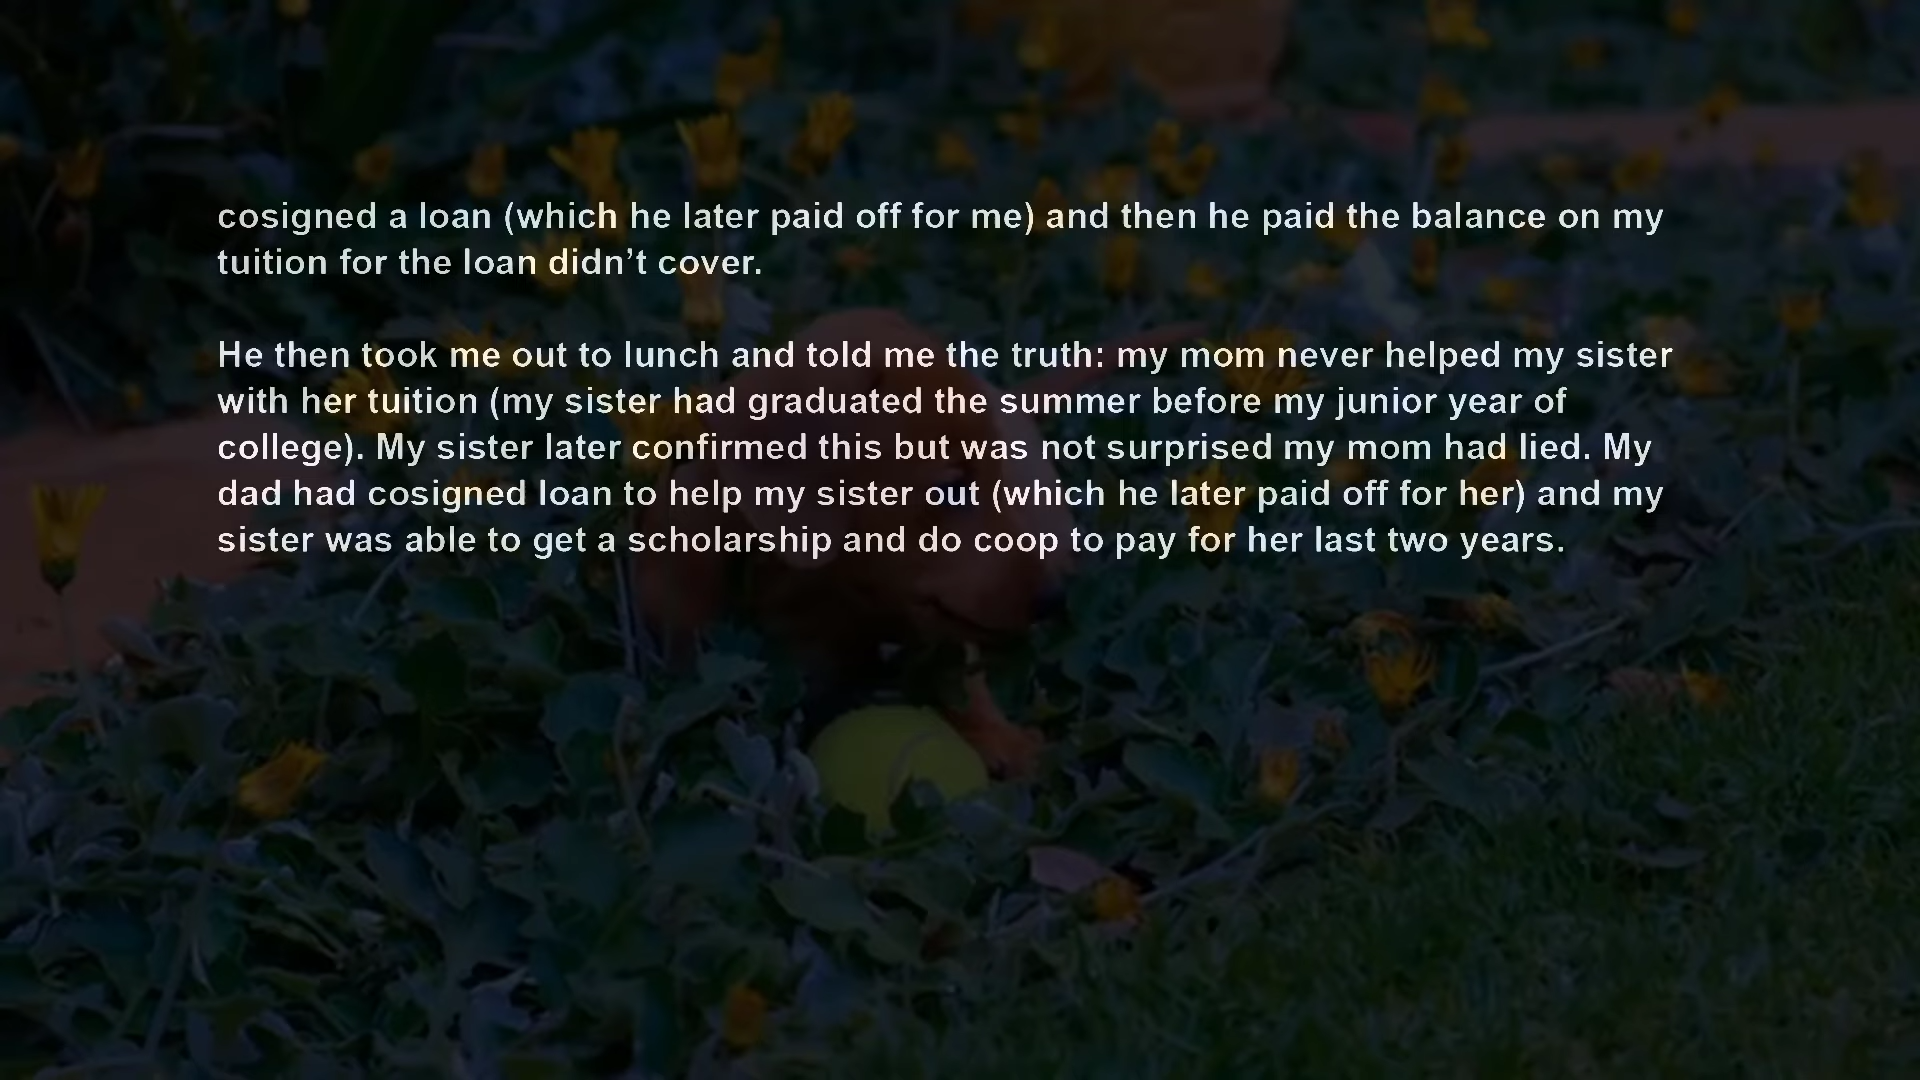 cosigned a loan (which he later paid off for me) and then he paid the balance on my
tuition for the loan didn’t cover.
He then took me out to lunch and told me the truth: my mom never helped my sister
with her tuition (my sister had graduated the summer before my junior year of
college). My sister later confirmed this but was not surprised my mom had lied. My
dad had cosigned loan to help my sister out (which he later paid off for her) and my
sister was able to get a scholarship and do coop to pay for her last two years.